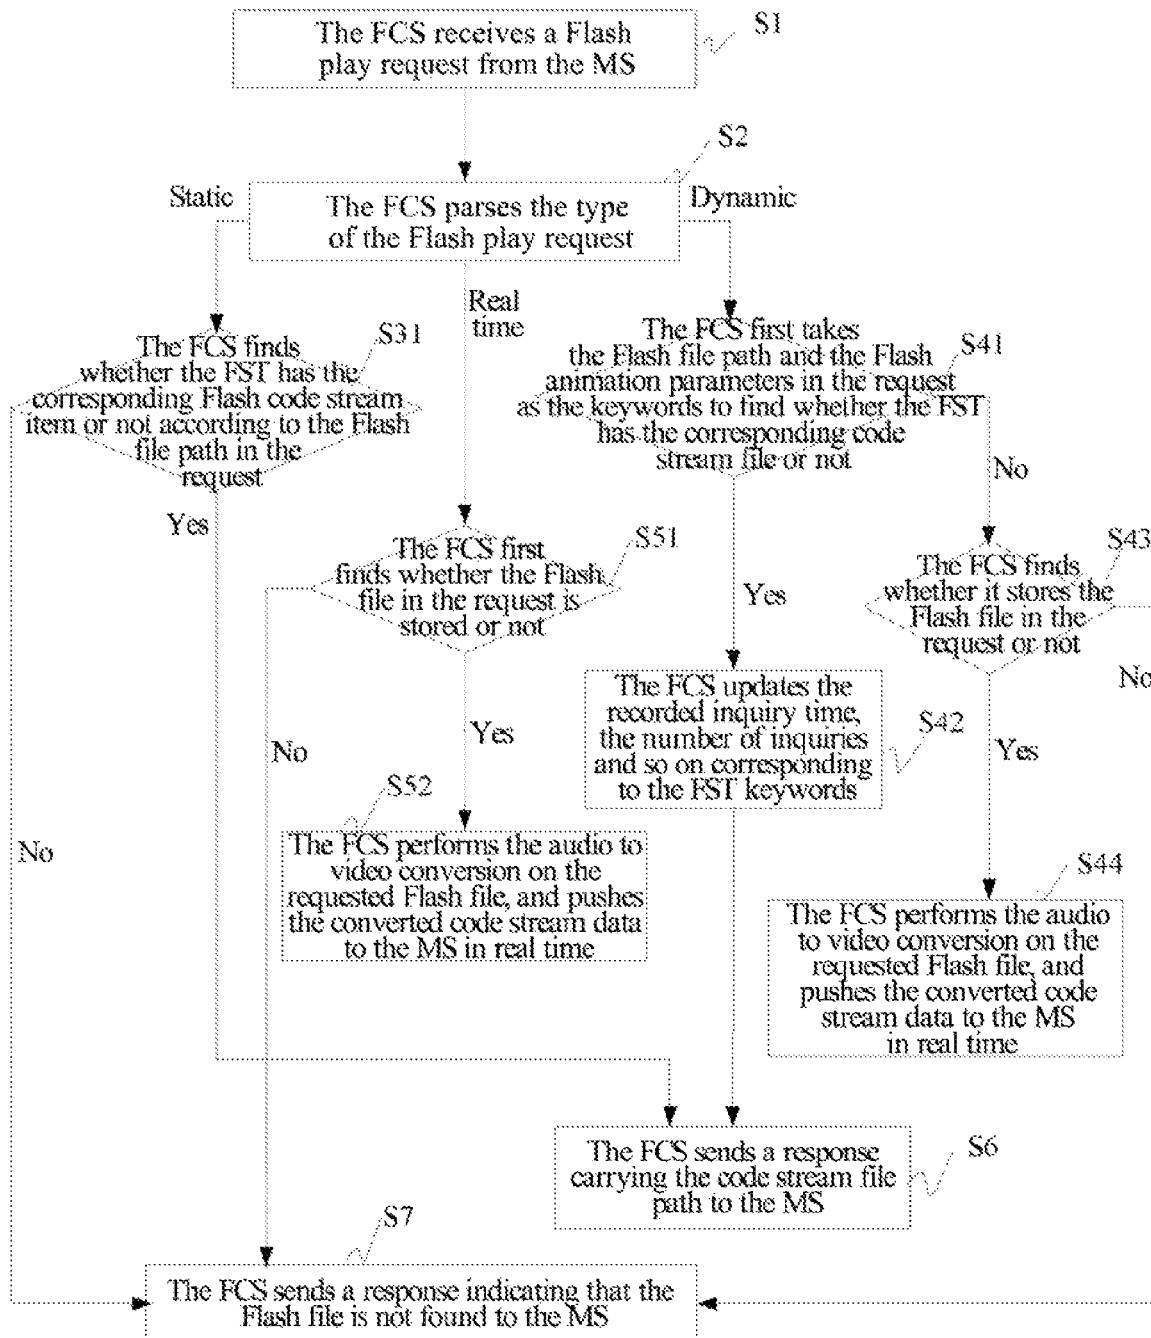 The FCS receives a Flash
play request from the MS
S1
S2
Static
Dynamic
The FCS parses the type
of the Flash play request
Real
time
S31
The FCS finds
whether the FST has the
corresponding Flash code stream
item or not according to the Flash
file path in the
request
The FCS first takes
the Flash file path and the Flash
animation parameters in the request
as the keywords to find whether the FST
has the corresponding code
stream file or not
S41
No
Yes
S51
The FCS first
finds whether the Flash
file in the request is
stored or not
Yes
S43
The FCS finds
whether it stores the
Flash file in the
request or not
No
The FCS updates the
recorded inquiry time,
the number of inquiries
and so on corresponding
to the FST keywords
S42
No
Yes
Yes
S52
The FCS performs the audio to
video conversion on the
requested Flash file, and pushes
the converted code stream data
to the MS in real time
No
S44
The FCS performs the audio
to video conversion on the
requested Flash file, and
pushes the converted code
stream data to the MS
in real time
The FCS sends a response
carrying the code stream file
path to the MS
S6
S7
The FCS sends a response indicating that the
Flash file is not found to the MS